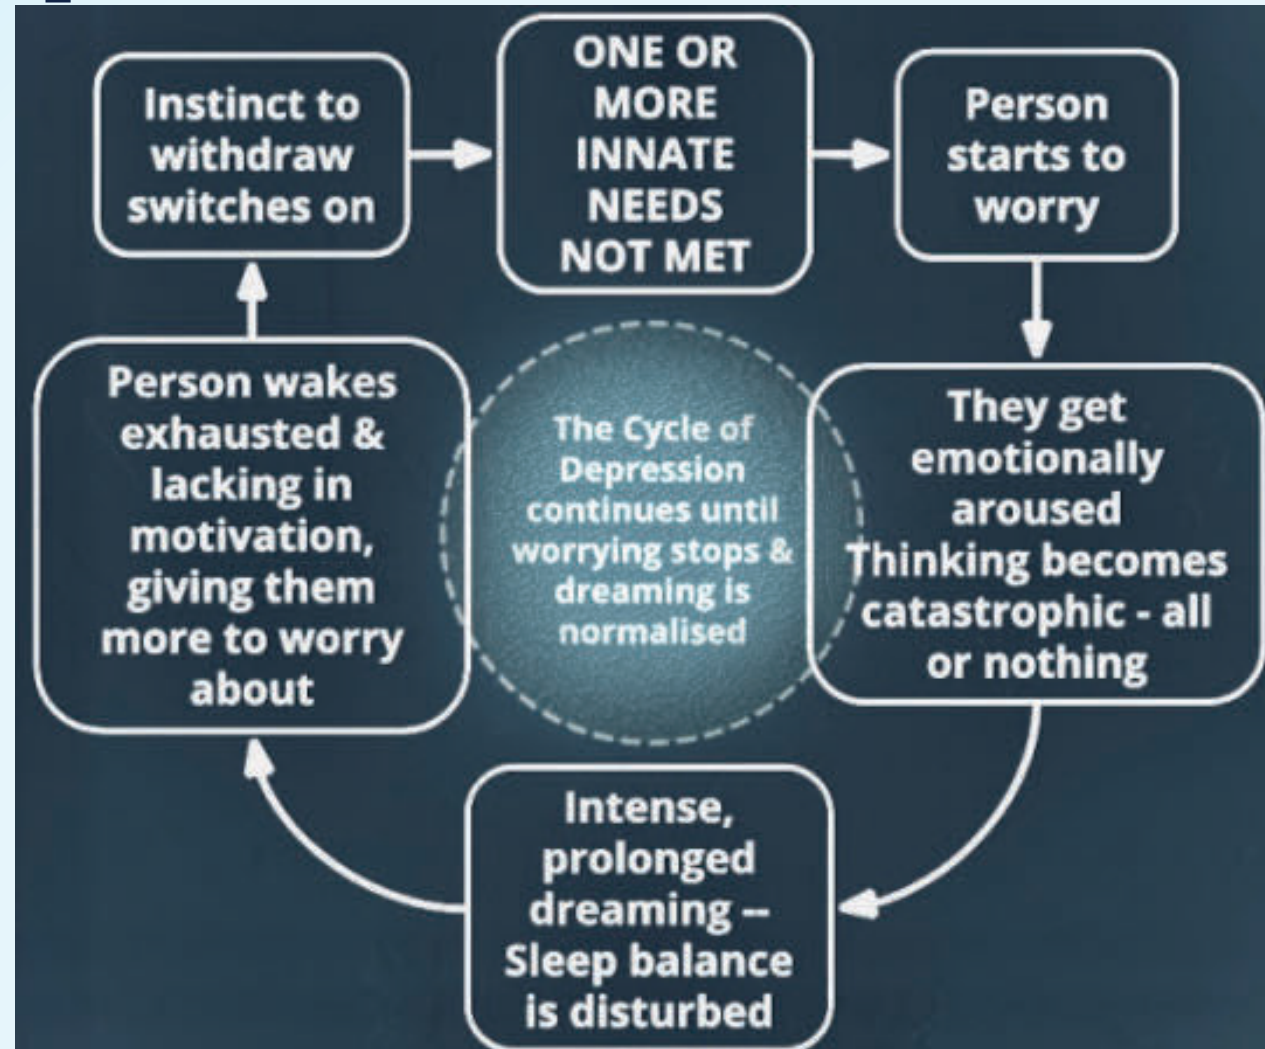 ONE OR
MORE
INNATE
NEEDS
NOT MET
Person
starts to
worry
They get
emotionally
aroused
Thinking becomes
catastrophic - all
or nothing
Intense,
prolonged
dreaming --
Sleep balance
is disturbed
Person wakes
exhausted &
lacking in
motivation,
giving them
more to worry
about
Instinct to
withdraw
switches on
The Cycle of
Depression
continues until
worrying stops &
dreaming is
normalised